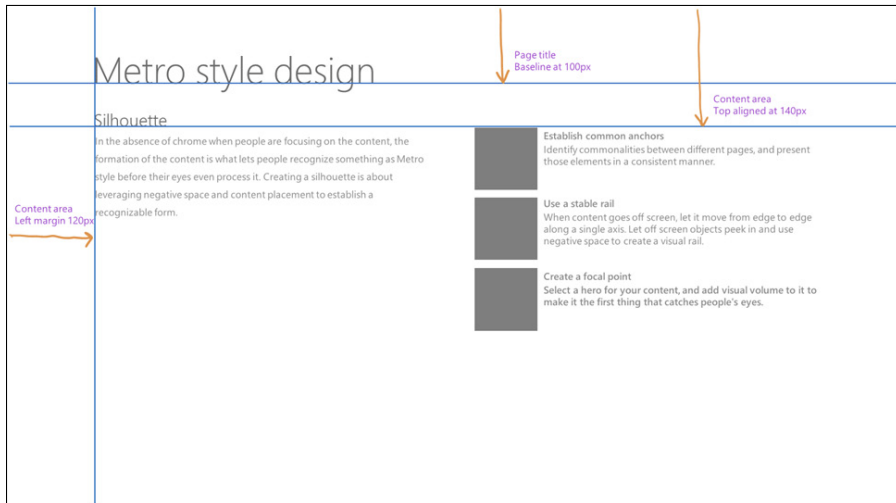 Metro style design
Page title
Baseline at 100px
Content area
Top aligned at 140px
Silhouette
In the absence of chrome when people are focusing on the content, the
formation of the content is what lets people recognize something as Metro
style before their eyes even process it. Creating a silhouette is about
leveraging negative space and content placement to establish a
recognizable form.
Content area
Left margin 120px
Establish common anchors
Identify commonalities between different pages, and present
those elements in a consistent manner.
Use a stable rail
When content goes off screen, let it move from edge to edge
along a single axis. Let off screen objects peek in and use
negative space to create a visual rail.
Create a focal point
Select a hero for your content, and add visual volume to it to
make it the first thing that catches people's eyes.